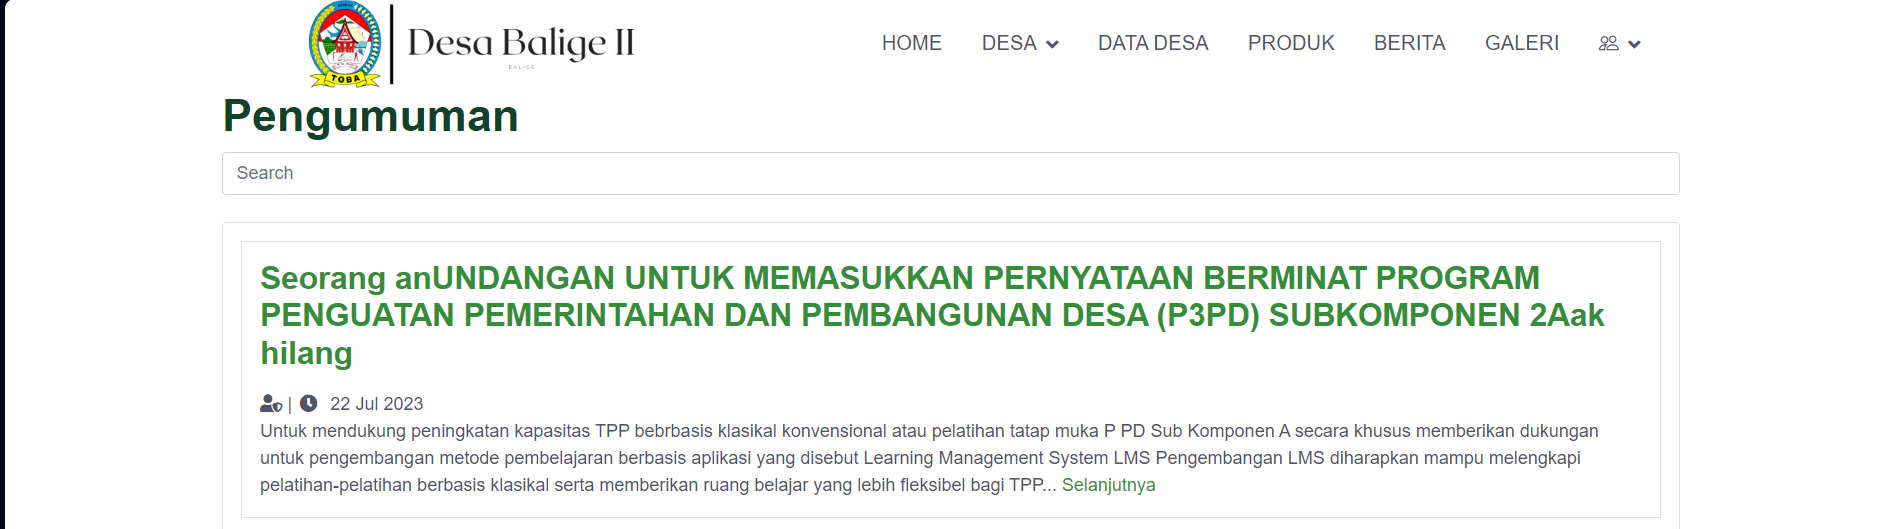 TOBA
Desa Balige II
BALIGE
HOME DESA DATA DESA PRODUK BERITA GALERI
Pengumuman
Search
Seorang anUNDANGAN UNTUK MEMASUKKAN PERNYATAAN BERMINAT PROGRAM
PENGUATAN PEMERINTAHAN DAN PEMBANGUNAN DESA (P3PD) SUBKOMPONEN 2Aak
hilang
| 22 Jul 2023
Untuk mendukung peningkatan kapasitas TPP bebrbasis klasikal konvensional atau pelatihan tatap muka P PD Sub Komponen A secara khusus memberikan dukungan
untuk pengembangan metode pembelajaran berbasis aplikasi yang disebut Learning Management System LMS Pengembangan LMS diharapkan mampu melengkapi
pelatihan-pelatihan berbasis klasikal serta memberikan ruang belajar yang lebih fleksibel bagi TPP... Selanjutnya